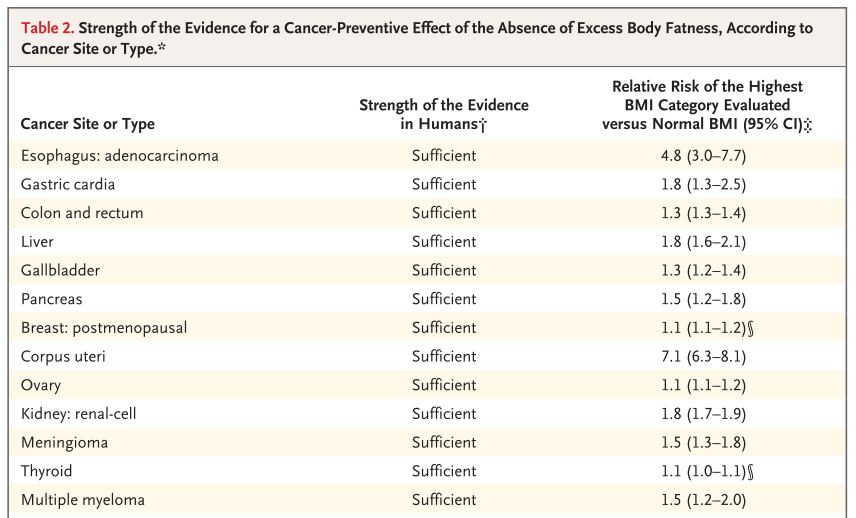 Table 2. Strength of the Evidence for a Cancer-Preventive Effect of the Absence of Excess Body Fatness, According to
Cancer Site or Type.*
Cancer Site or Type
Strength of the Evidence
in Humans†
Relative Risk of the Highest
BMI Category Evaluated
versus Normal BMI (95% CI)‡
Esophagus: adenocarcinoma Sufficient 4.8 (3.0–7.7)
Gastric cardia Sufficient 1.8 (1.3–2.5)
Colon and rectum Sufficient 1.3 (1.3–1.4)
Liver Sufficient 1.8 (1.6–2.1)
Gallbladder Sufficient 1.3 (1.2–1.4)
Pancreas Sufficient 1.5 (1.2–1.8)
Breast: postmenopausal Sufficient 1.1 (1.1–1.2)§
Corpus uteri Sufficient 7.1 (6.3–8.1)
Ovary Sufficient 1.1 (1.1–1.2)
Kidney: renal-cell Sufficient 1.8 (1.7–1.9)
Meningioma Sufficient 1.5 (1.3–1.8)
Thyroid Sufficient 1.1 (1.0–1.1)§
Multiple myeloma Sufficient 1.5 (1.2–2.0)